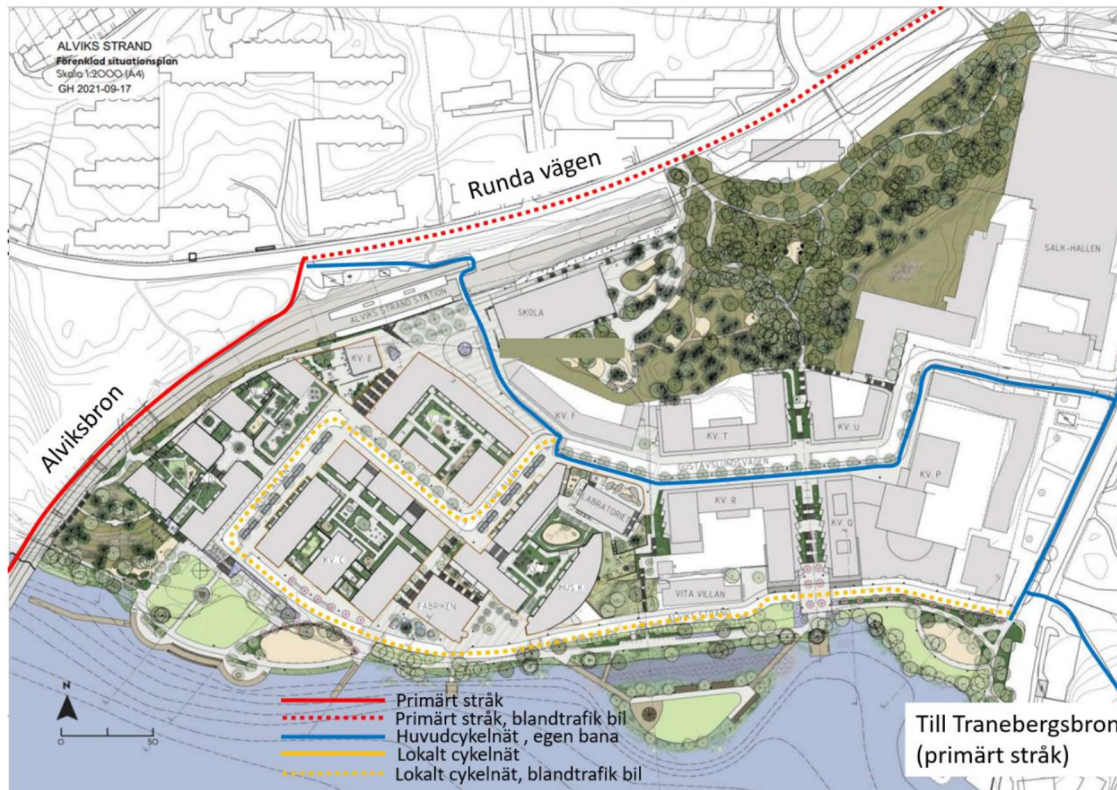 ALVIKS STRAND
Förenklad situationsplan
Skala 1:2000 (A4)
GH 2021-09-17
Runda vägen
SALK-HALLEN
ALVIKS STRAND STATION
SKOLA
Alviksbron
KV. E
KV. F
KV. T
KV. U
GUSTAVSLUNDSVÄGEN
KV. P
KV. R
KV. Q
KV. C
VITA VILLAN
HUS K
FABRIKEN
N
0
50
Primärt stråk
Primärt stråk, blandtrafik bil
Huvudcykelnät , egen bana
Lokalt cykelnät
Lokalt cykelnät, blandtrafik bil
Till Tranebergsbron
(primärt stråk)